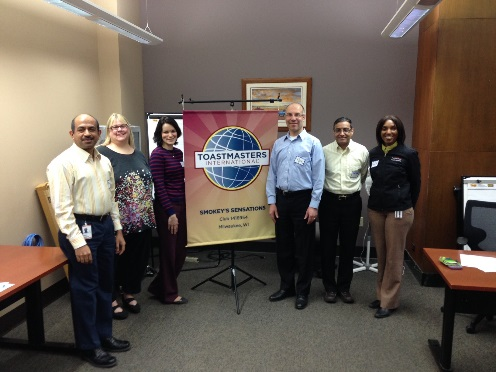 TOASTMASTERS
INTERNATIONAL
SMOKEY'S SENSATIONS
Milwaukee, WI